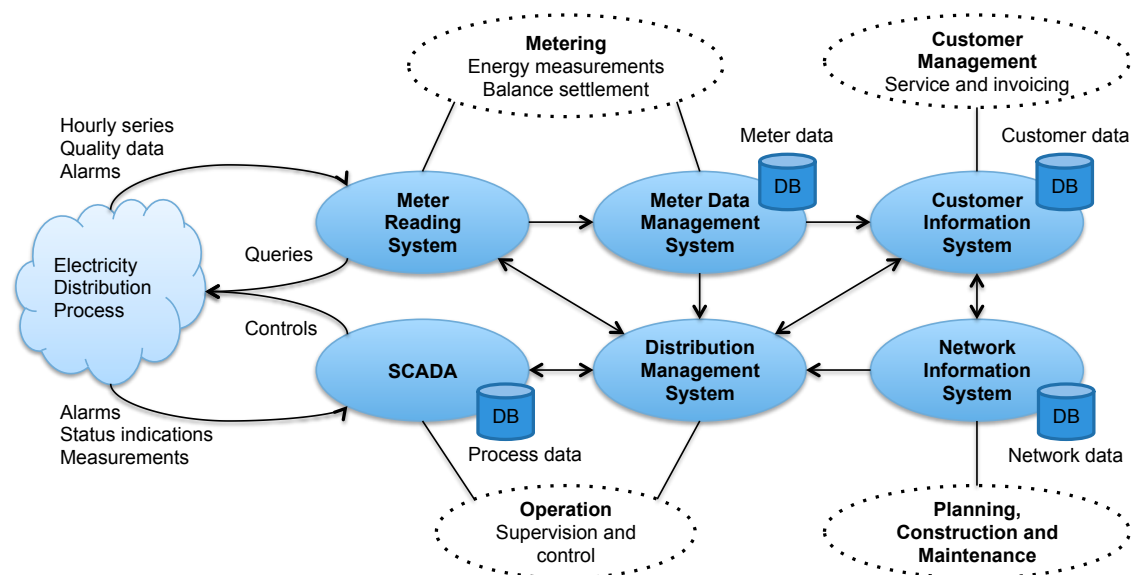 Metering
Energy measurements
Balance settlement
Customer
Management
Service and invoicing
Hourly series
Quality data
Alarms
Meter data
Customer data
DB
DB
Meter
Reading
System
Meter Data
Management
System
Customer
Information
System
Queries
Electricity
Distribution
Process
Controls
SCADA
Distribution
Management
System
Network
Information
System
DB
DB
Alarms
Status indications
Measurements
Process data
Network data
Operation
Supervision and
control
Planning,
Construction and
Maintenance